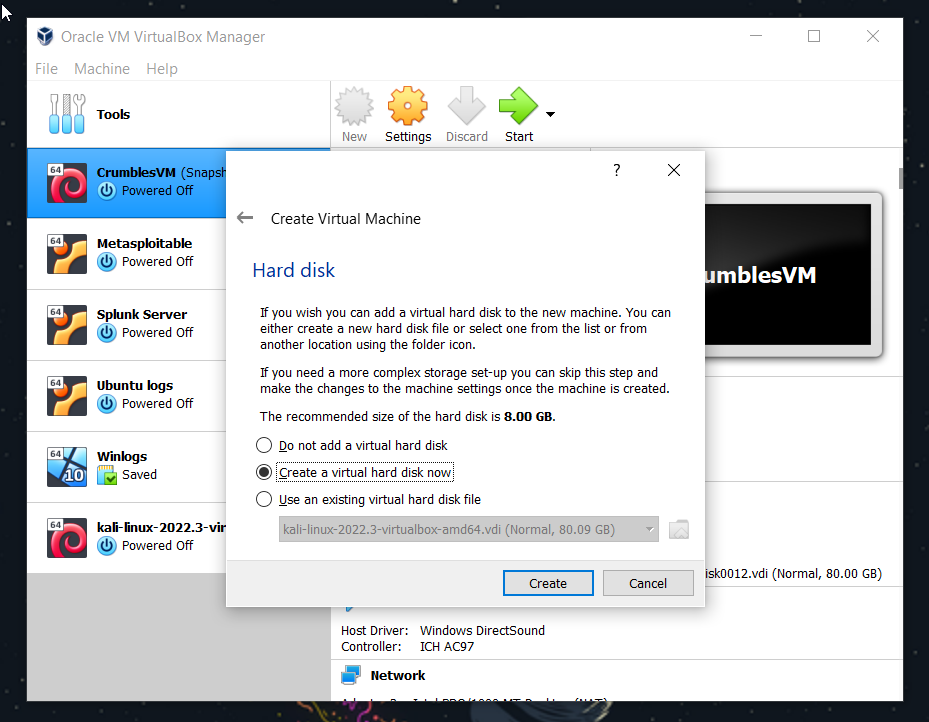 Oracle VM VirtualBox Manager
File Machine Help
Tools
New Settings Discard Start
64 CrumblesVM (Snapsh
Powered Off
64 Metasploitable
Powered Off
64 Splunk Server
Powered Off
64 Ubuntu logs
Powered Off
64 Winlogs
10 Saved
64 kali-linux-2022.3-vir
Powered Off
?
Create Virtual Machine
Hard disk
If you wish you can add a virtual hard disk to the new machine. You can
either create a new hard disk file or select one from the list or from
another location using the folder icon.
If you need a more complex storage set-up you can skip this step and
make the changes to the machine settings once the machine is created.
The recommended size of the hard disk is 8.00 GB.
Do not add a virtual hard disk
Create a virtual hard disk now
Use an existing virtual hard disk file
kali-linux-2022.3-virtualbox-amd64.vdi (Normal, 80.09 GB)
Create Cancel
umblesVM
isk0012.vdi (Normal, 80.00 GB)
Host Driver: Windows DirectSound
Controller: ICH AC97
Network